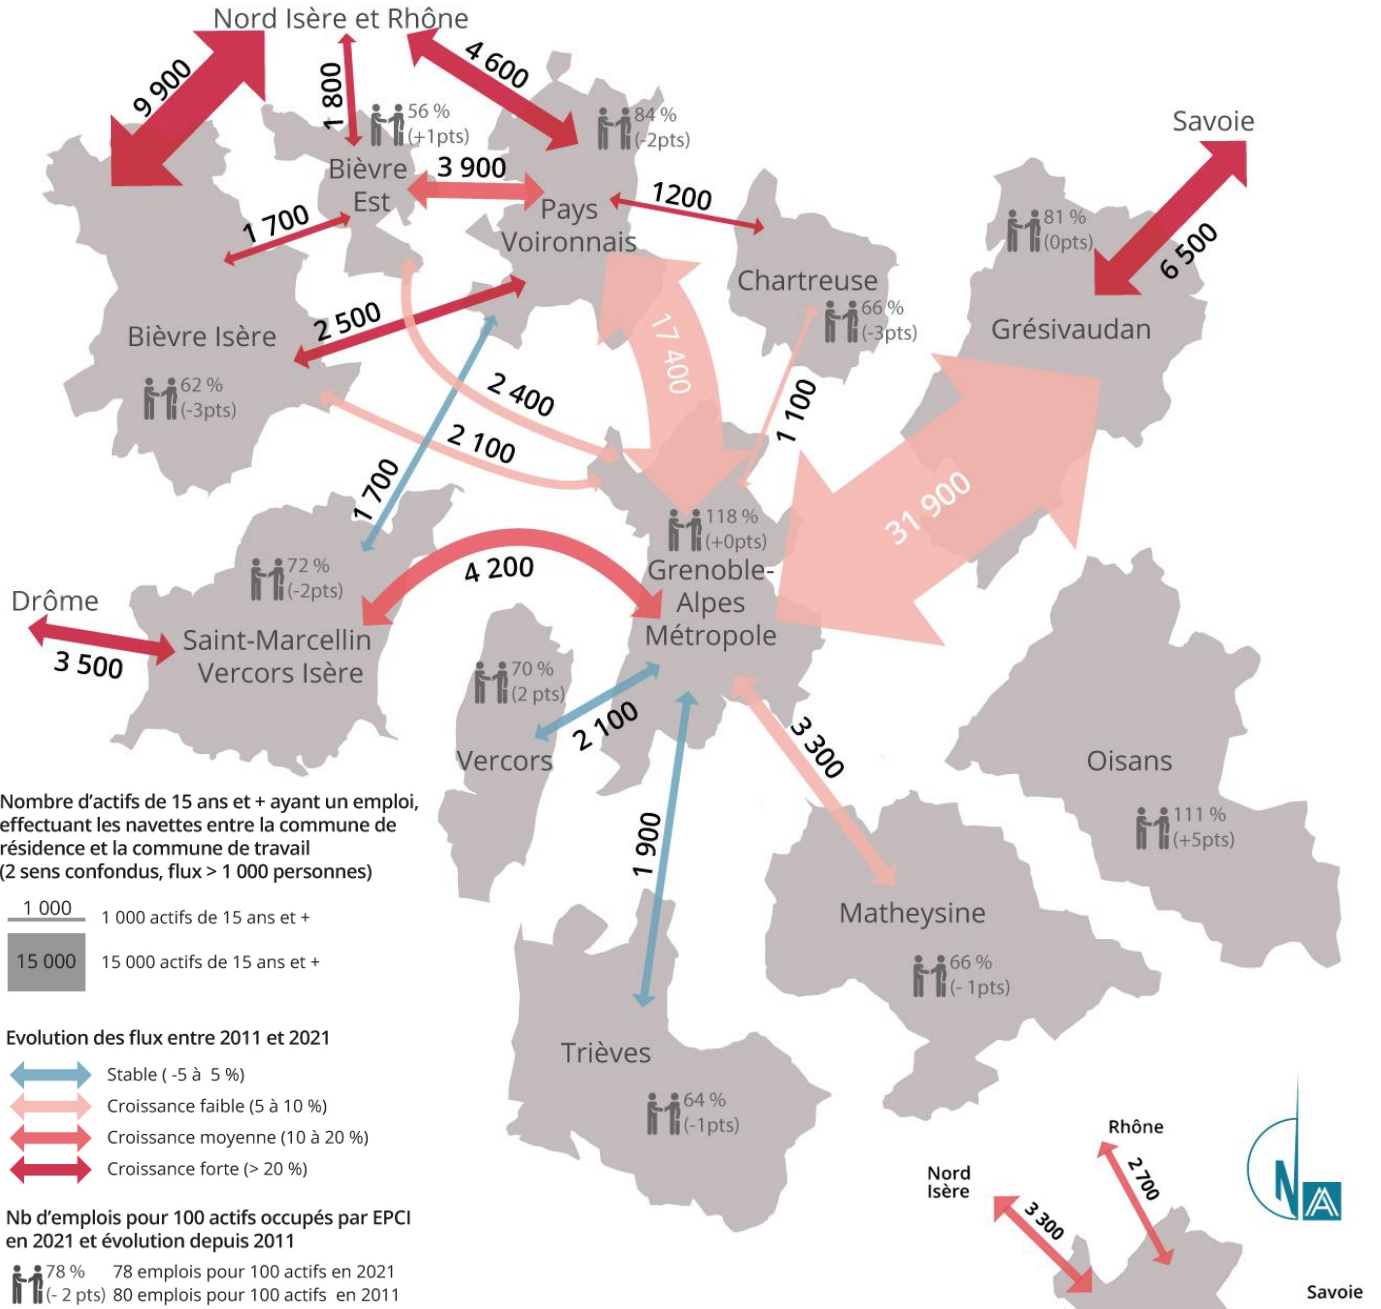 Nord Isère et Rhône
9 900
1 800
4 600
56 %
(+1pts)
84 %
(-2pts)
Savoie
6 500
Bièvre
Est
3 900
Pays
Voironnais
1200
1 700
81 %
(0pts)
Chartreuse
66 %
(-3pts)
Grésivaudan
Bièvre Isère
2 500
17 400
62 %
(-3pts)
2 400
2 100
1 100
1 700
31 900
118 %
(+0pts)
Grenoble-
Alpes
Métropole
72 %
(-2pts)
4 200
Drôme
3 500
Saint-Marcellin
Vercors Isère
70 %
(2 pts)
2 100
Vercors
3 300
Oisans
111 %
(+5pts)
1 900
Matheysine
66 %
(- 1pts)
Trièves
64 %
(-1pts)
Nombre d'actifs de 15 ans et + ayant un emploi,
effectuant les navettes entre la commune de
résidence et la commune de travail
(2 sens confondus, flux > 1 000 personnes)
1 000 1 000 actifs de 15 ans et +
15 000 15 000 actifs de 15 ans et +
Evolution des flux entre 2011 et 2021
Stable ( -5 à 5 %)
Croissance faible (5 à 10 %)
Croissance moyenne (10 à 20 %)
Croissance forte (> 20 %)
Nb d'emplois pour 100 actifs occupés par EPCI
en 2021 et évolution depuis 2011
78 % 78 emplois pour 100 actifs en 2021
(- 2 pts) 80 emplois pour 100 actifs en 2011
Rhône
2 700
Nord
Isère
3 300
Savoie
N